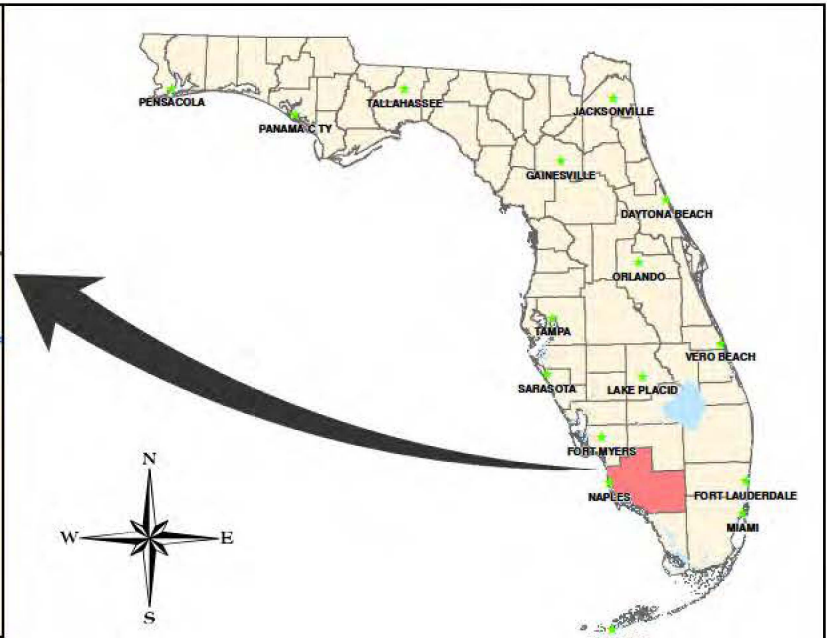 PENSACOLA
TALLAHASSEE
JACKSONVILLE
PANAMA C TY
GAINESVILLE
DAYTONA BEACH
ORLANDO
TAMPA
VERO BEACH
SARASOTA
LAKE PLACID
FORT MYERS
NAPLES
FORT LAUDERDALE
MIAMI
N
W
E
S